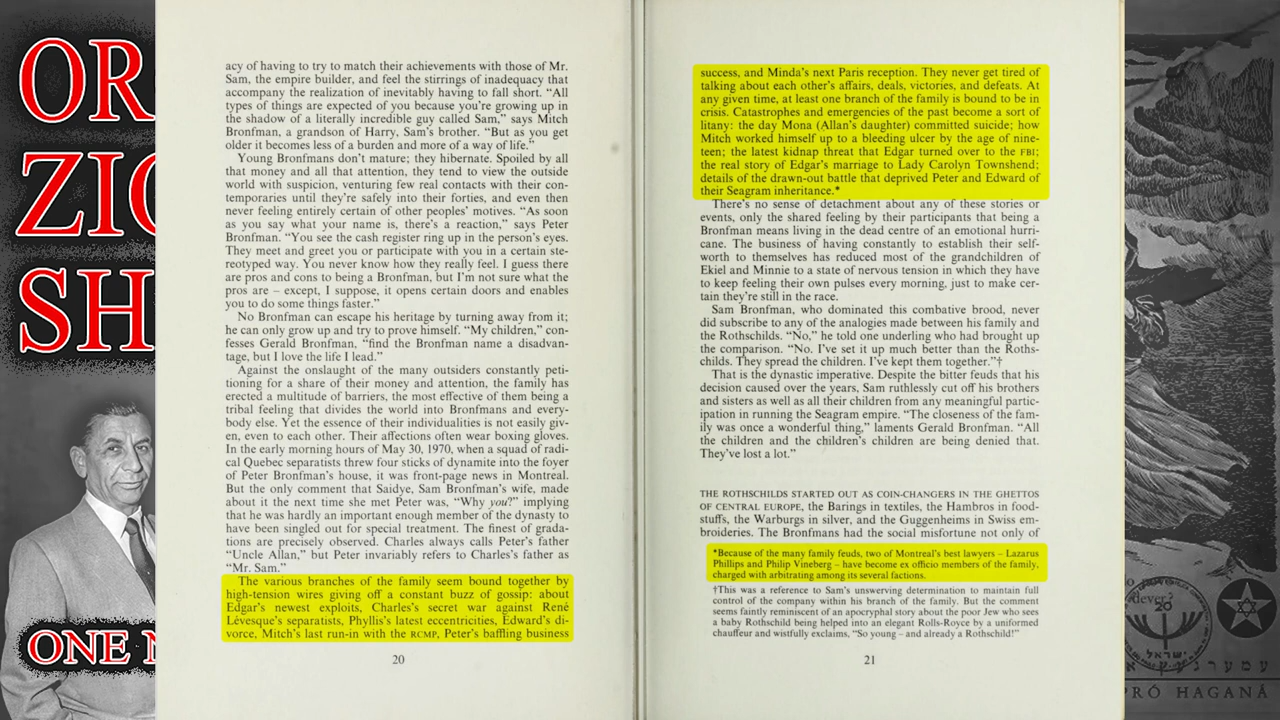 OR
ZIO
SH
ONE N
acy of having to try to match their achievements with those of Mr.
Sam, the empire builder, and feel the stirrings of inadequacy that
accompany the realization of inevitably having to fall short. “All
types of things are expected of you because you’re growing up in
the shadow of a literally incredible guy called Sam,” says Mitch
Bronfman, a grandson of Harry, Sam’s brother. “But as you get
older it becomes less of a burden and more of a way of life.”
Young Bronfmans don’t mature; they hibernate. Spoiled by all
that money and all that attention, they tend to view the outside
world with suspicion, venturing few real contacts with their con-
temporaries until they’re safely into their forties, and even then
never feeling entirely certain of other peoples’ motives. “As soon
as you say what your name is, there’s a reaction,” says Peter
Bronfman. “You see the cash register ring up in the person’s eyes.
They meet and greet you or participate with you in a certain ste-
reotyped way. You never know how they really feel. I guess there
are pros and cons to being a Bronfman, but I’m not sure what the
pros are – except, I suppose, it opens certain doors and enables
you to do some things faster.”
No Bronfman can escape his heritage by turning away from it;
he can only grow up and try to prove himself. “My children,” con-
fesses Gerald Bronfman, “find the Bronfman name a disadvan-
tage, but I love the life I lead.”
Against the onslaught of the many outsiders constantly peti-
tioning for a share of their money and attention, the family has
erected a multitude of barriers, the most effective of them being a
tribal feeling that divides the world into Bronfmans and every-
body else. Yet the essence of their individualities is not easily giv-
en, even to each other. Their affections often wear boxing gloves.
In the early morning hours of May 30, 1970, when a squad of radi-
cal Quebec separatists threw four sticks of dynamite into the foyer
of Peter Bronfman’s house, it was front-page news in Montreal.
But the only comment that Saidye, Sam Bronfman’s wife, made
about it the next time she met Peter was, “Why you?” implying
that he was hardly an important enough member of the dynasty to
have been singled out for special treatment. The finest of grada-
tions are precisely observed. Charles always calls Peter’s father
“Uncle Allan,” but Peter invariably refers to Charles’s father as
“Mr. Sam.”
The various branches of the family seem bound together by
high-tension wires giving off a constant buzz of gossip: about
Edgar’s newest exploits, Charles’s secret war against René
Lévesque’s separatists, Phyllis’s latest eccentricities, Edward’s di-
vorce, Mitch’s last run-in with the RCMP, Peter’s baffling business
20
success, and Minda’s next Paris reception. They never get tired of
talking about each other’s affairs, deals, victories, and defeats. At
any given time, at least one branch of the family is bound to be in
crisis. Catastrophes and emergencies of the past become a sort of
litany: the day Mona (Allan’s daughter) committed suicide; how
Mitch worked himself up to a bleeding ulcer by the age of nine-
teen; the latest kidnap threat that Edgar turned over to the FBI;
the real story of Edgar’s marriage to Lady Carolyn Townshend;
details of the drawn-out battle that deprived Peter and Edward of
their Seagram inheritance.*
There’s no sense of detachment about any of these stories or
events, only the shared feeling by their participants that being a
Bronfman means living in the dead centre of an emotional hurri-
cane. The business of having constantly to establish their self-
worth to themselves has reduced most of the grandchildren of
Ekiel and Minnie to a state of nervous tension in which they have
to keep feeling their own pulses every morning, just to make cer-
tain they’re still in the race.
Sam Bronfman, who dominated this combative brood, never
did subscribe to any of the analogies made between his family and
the Rothschilds. “No,” he told one underling who had brought up
the comparison. “No. I’ve set it up much better than the Roths-
childs. They spread the children. I’ve kept them together.”†
That is the dynastic imperative. Despite the bitter feuds that his
decision caused over the years, Sam ruthlessly cut off his brothers
and sisters as well as all their children from any meaningful partic-
ipation in running the Seagram empire. “The closeness of the fam-
ily was once a wonderful thing,” laments Gerald Bronfman. “All
the children and the children’s children are being denied that.
They’ve lost a lot.”
THE ROTHSCHILDS STARTED OUT AS COIN-CHANGERS IN THE GHETTOS
OF CENTRAL EUROPE, the Barings in textiles, the Hambros in food-
stuffs, the Warburgs in silver, and the Guggenheims in Swiss em-
broideries. The Bronfmans had the social misfortune not only of
*Because of the many family feuds, two of Montreal’s best lawyers – Lazarus
Phillips and Philip Vineberg – have become ex officio members of the family,
charged with arbitrating among its several factions.
†This was a reference to Sam’s unswerving determination to maintain full
control of the company within his branch of the family. But the comment
seems faintly reminiscent of an apocryphal story about the poor Jew who sees
a baby Rothschild being helped into an elegant Rolls-Royce by a uniformed
chauffeur and wistfully exclaims, “So young – and already a Rothschild!”
21
20
ישראל
PRÓ HAGANÁ